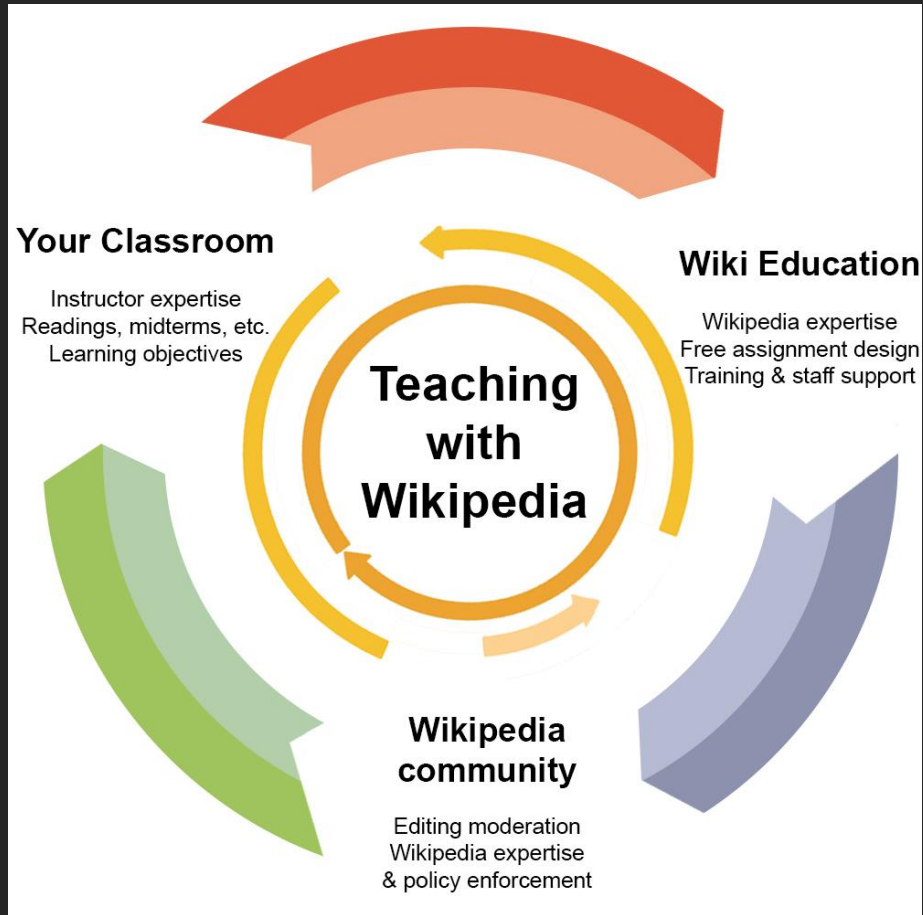 Your Classroom
Instructor expertise
Readings, midterms, etc.
Learning objectives
Wiki Education
Wikipedia expertise
Free assignment design
Training & staff support
Teaching
with
Wikipedia
Wikipedia
community
Editing moderation
Wikipedia expertise
& policy enforcement